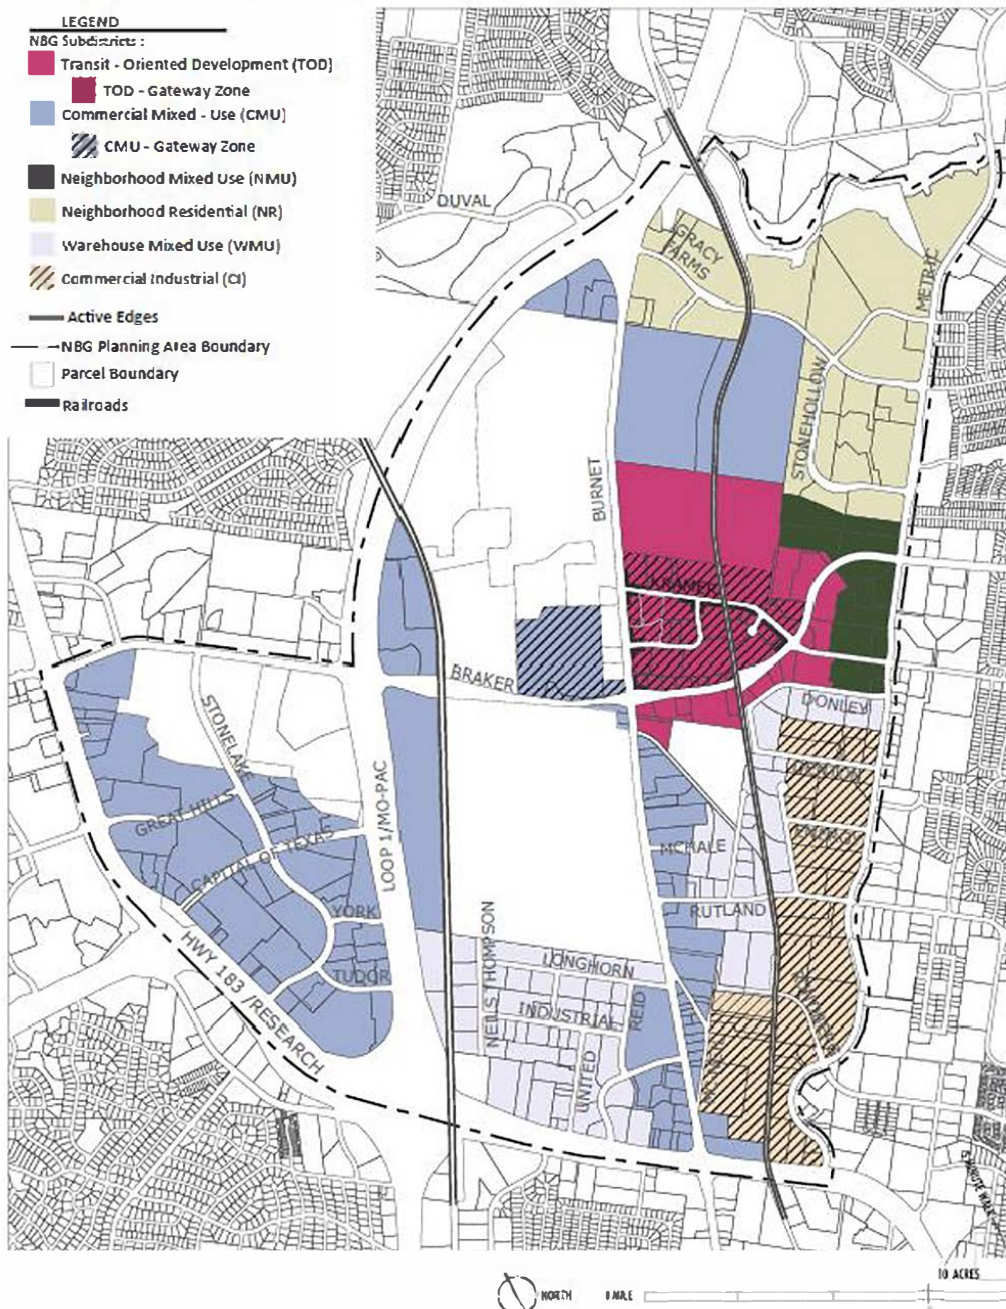 LEGEND
NBG Subdistricts :
Transit - Oriented Development (TOD)
TOD - Gateway Zone
Commercial Mixed - Use (CMU)
CMU - Gateway Zone
Neighborhood Mixed Use (NMU)
Neighborhood Residential (NR)
Warehouse Mixed Use (WMU)
Commercial Industrial (CI)
Active Edges
NBG Planning Area Boundary
Parcel Boundary
Railroads
DUVAL
GRACY
FARMS
METRIC
STONEHOLLOW
BURNET
KRAMER
BRAKER
DONLEY
STONELAKE
GREAT HILLS
CAPITAL OF TEXAS
LOOP 1/MO-PAC
MCHALE
YORK
RUTLAND
TUDOR
NEILS THOMPSON
LONGHORN
HWY 183 /RESEARCH
INDUSTRIAL
REID
UNITED
10 ACRES
NORTH